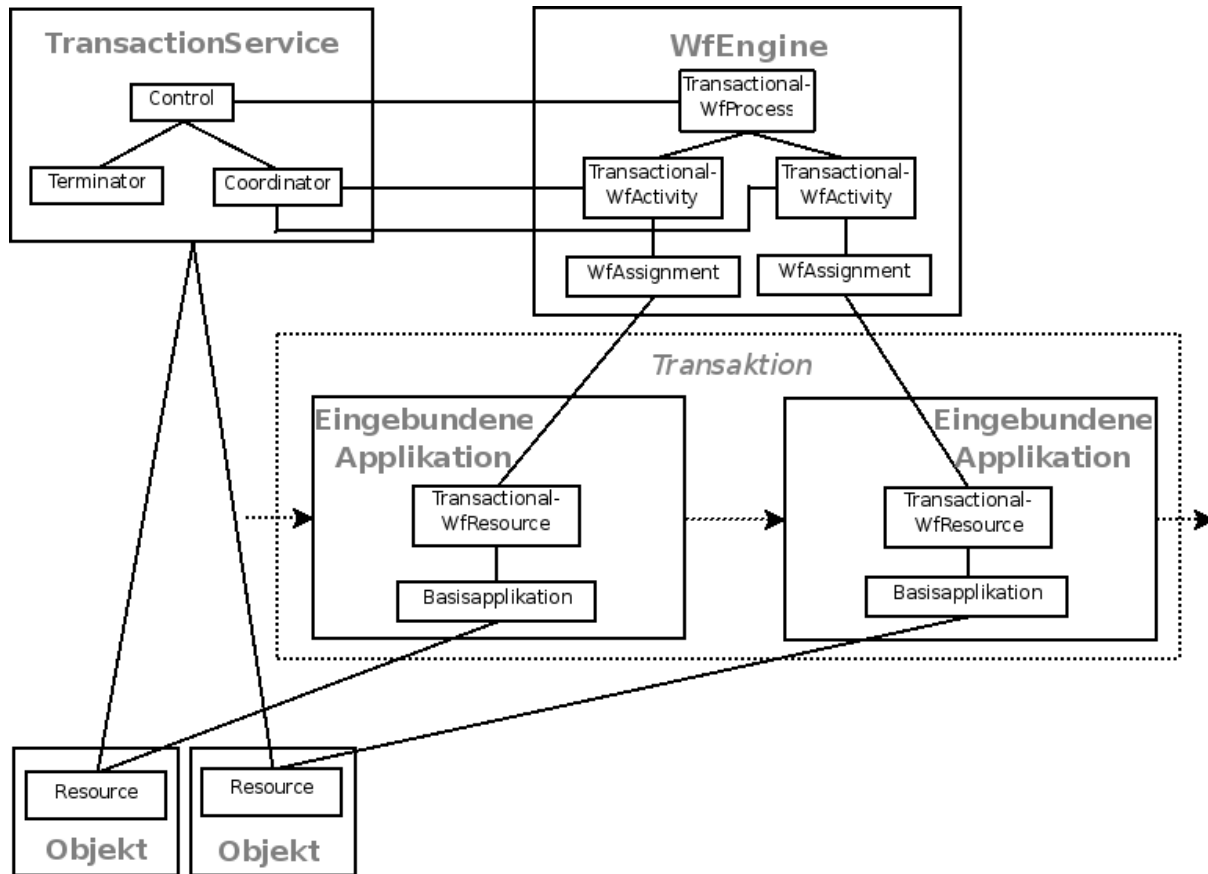 TransactionService
Control
Terminator
Coordinator
WfEngine
Transactional-
WfProcess
Transactional-
WfActivity
Transactional-
WfActivity
WfAssignment
WfAssignment
Transaktion
Eingebundene
Applikation
Transactional-
WfResource
Basisapplikation
Eingebundene
Applikation
Transactional-
WfResource
Basisapplikation
Resource
Objekt
Resource
Objekt